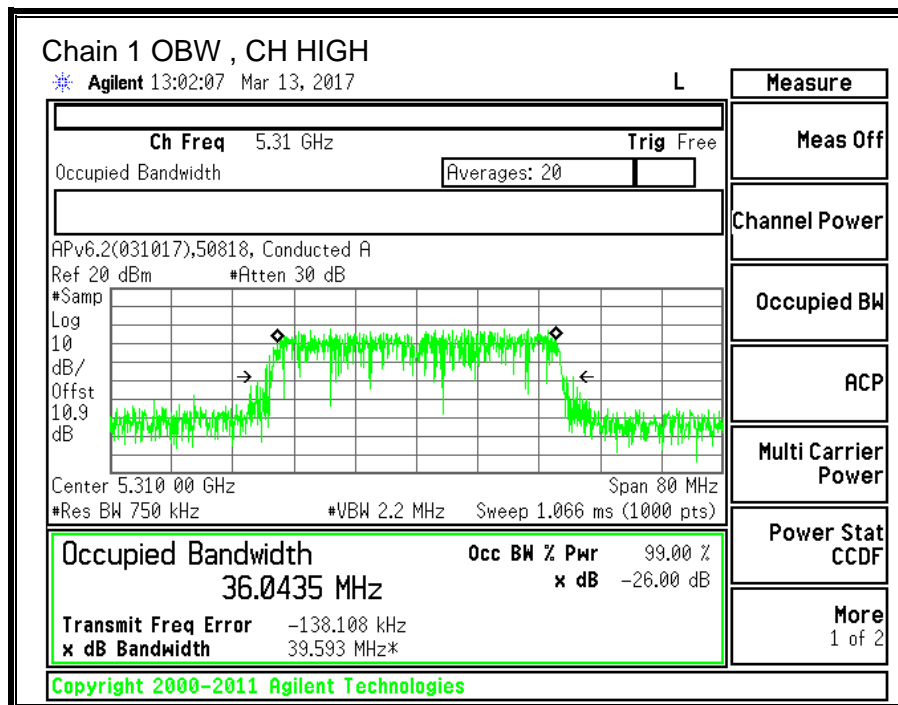 Chain 1 OBW , CH HIGH
Agilent 13:02:07 Mar 13, 2017 L
Measure
Ch Freq 5.31 GHz Trig Free
Occupied Bandwidth Averages: 20
Meas Off
Channel Power
APv6.2(031017),50818, Conducted A
Ref 20 dBm #Atten 30 dB
#Samp
Log
10
dB/
Offst
10.9
dB
Occupied BW
ACP
Multi Carrier
Power
Center 5.310 00 GHz Span 80 MHz
#Res BW 750 kHz #VBW 2.2 MHz Sweep 1.066 ms (1000 pts)
Power Stat
CCDF
Occupied Bandwidth Occ BW % Pwr 99.00 %
36.0435 MHz x dB -26.00 dB
Transmit Freq Error -138.108 kHz
x dB Bandwidth 39.593 MHz*
More
1 of 2
Copyright 2000-2011 Agilent Technologies